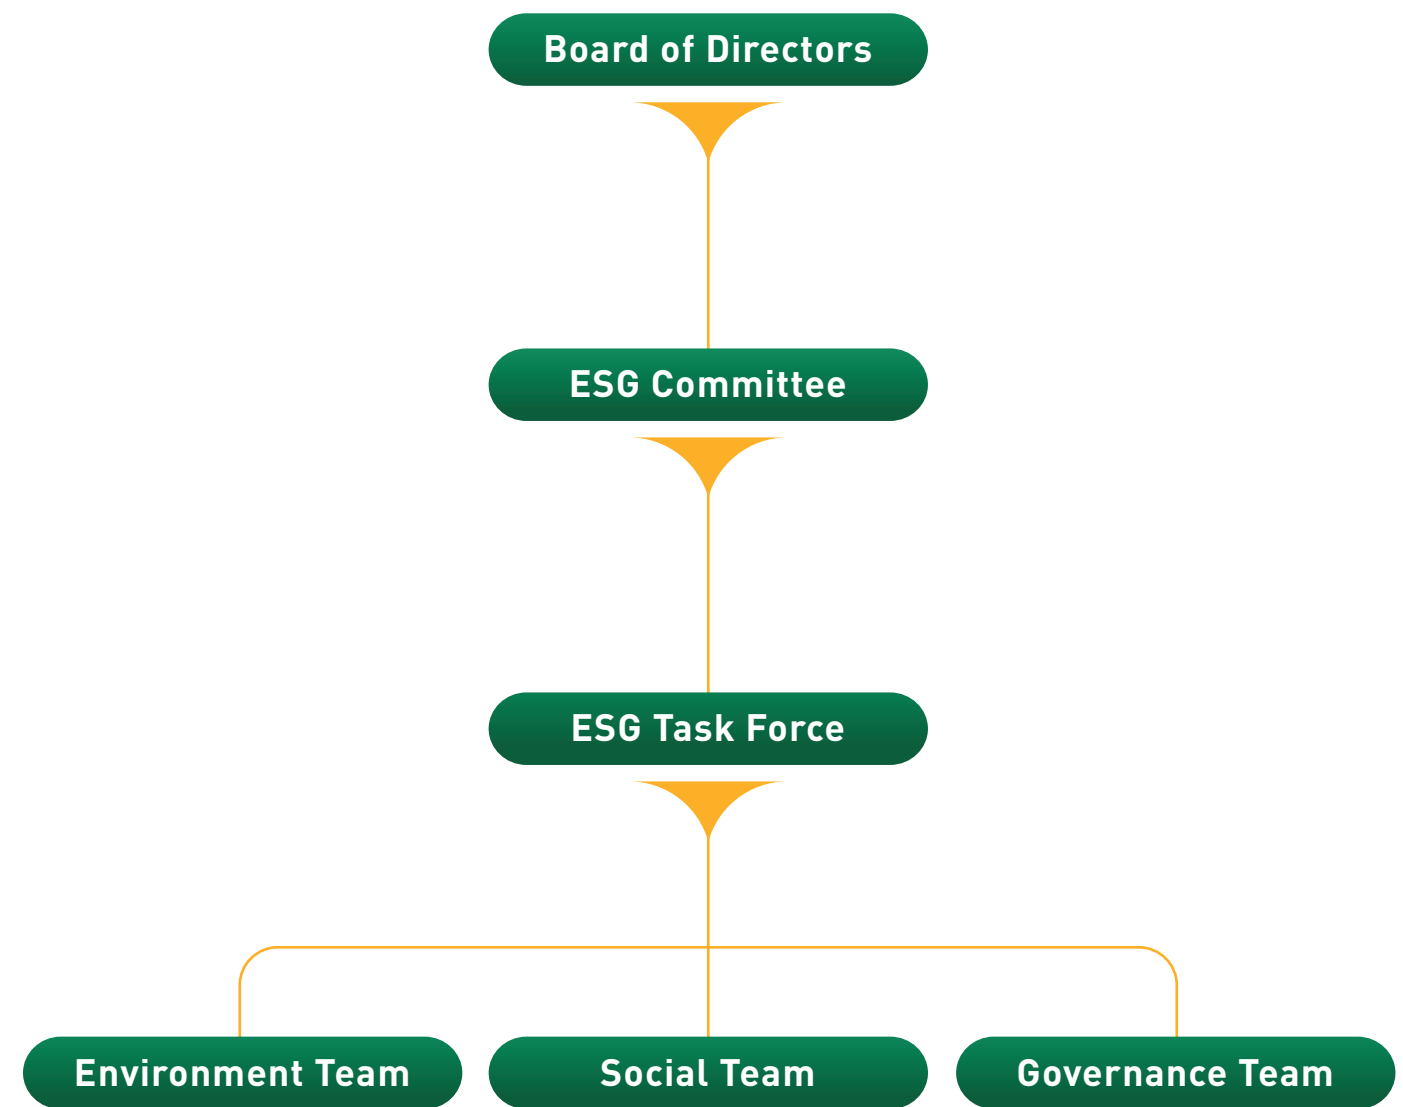 Board of Directors
ESG Committee
ESG Task Force
Environment Team
Social Team
Governance Team